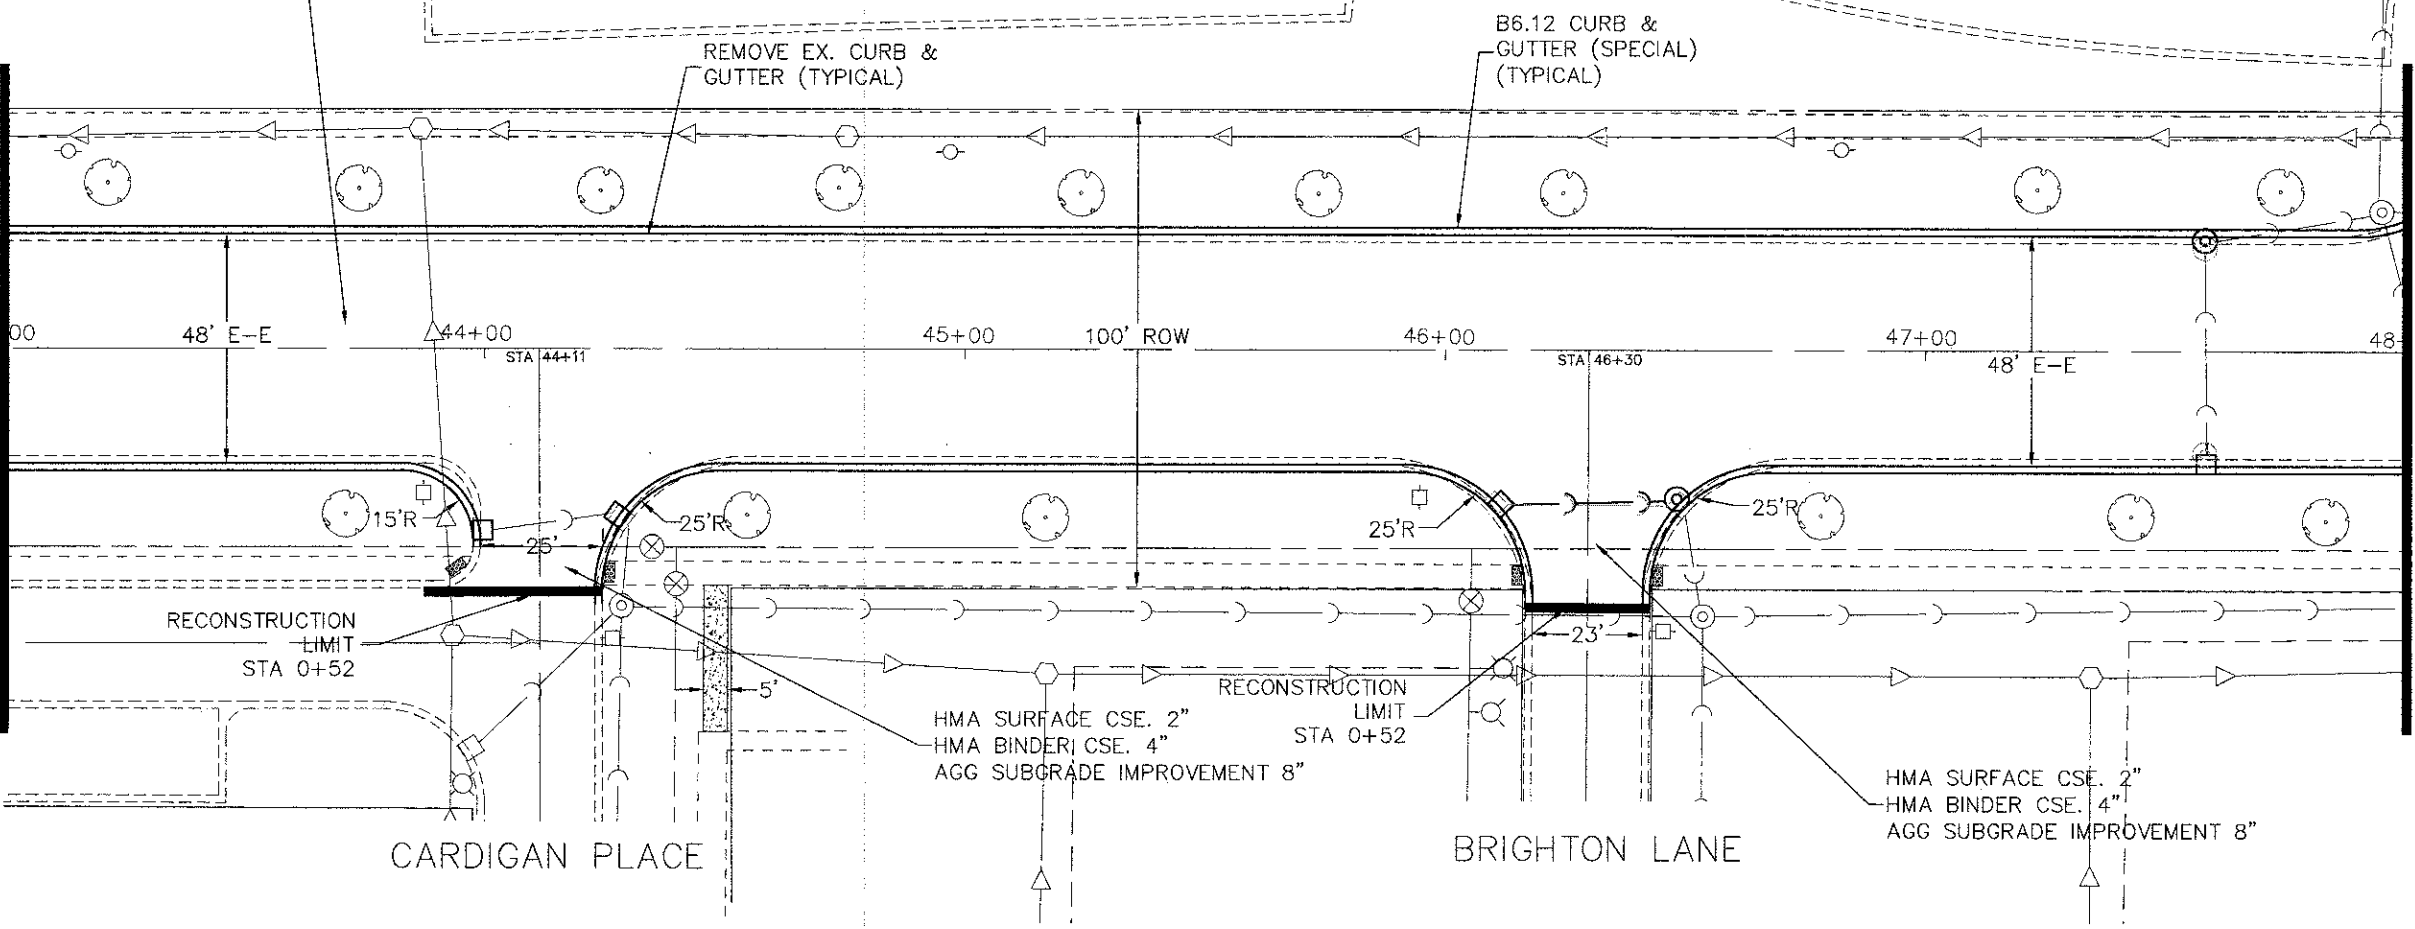 REMOVE EX. CURB &
GUTTER (TYPICAL)
B6.12 CURB &
GUTTER (SPECIAL)
(TYPICAL)
00
48' E-E
44+00
STA 44+11
45+00
100' ROW
46+00
STA 46+30
47+00
48' E-E
48
15'R
25'
25'R
25'R
25'R
RECONSTRUCTION
LIMIT
STA 0+52
5'
23'
RECONSTRUCTION
LIMIT
STA 0+52
HMA SURFACE CSE. 2"
HMA BINDER CSE. 4"
AGG SUBGRADE IMPROVEMENT 8"
HMA SURFACE CSE. 2"
HMA BINDER CSE. 4"
AGG SUBGRADE IMPROVEMENT 8"
CARDIGAN PLACE
BRIGHTON LANE